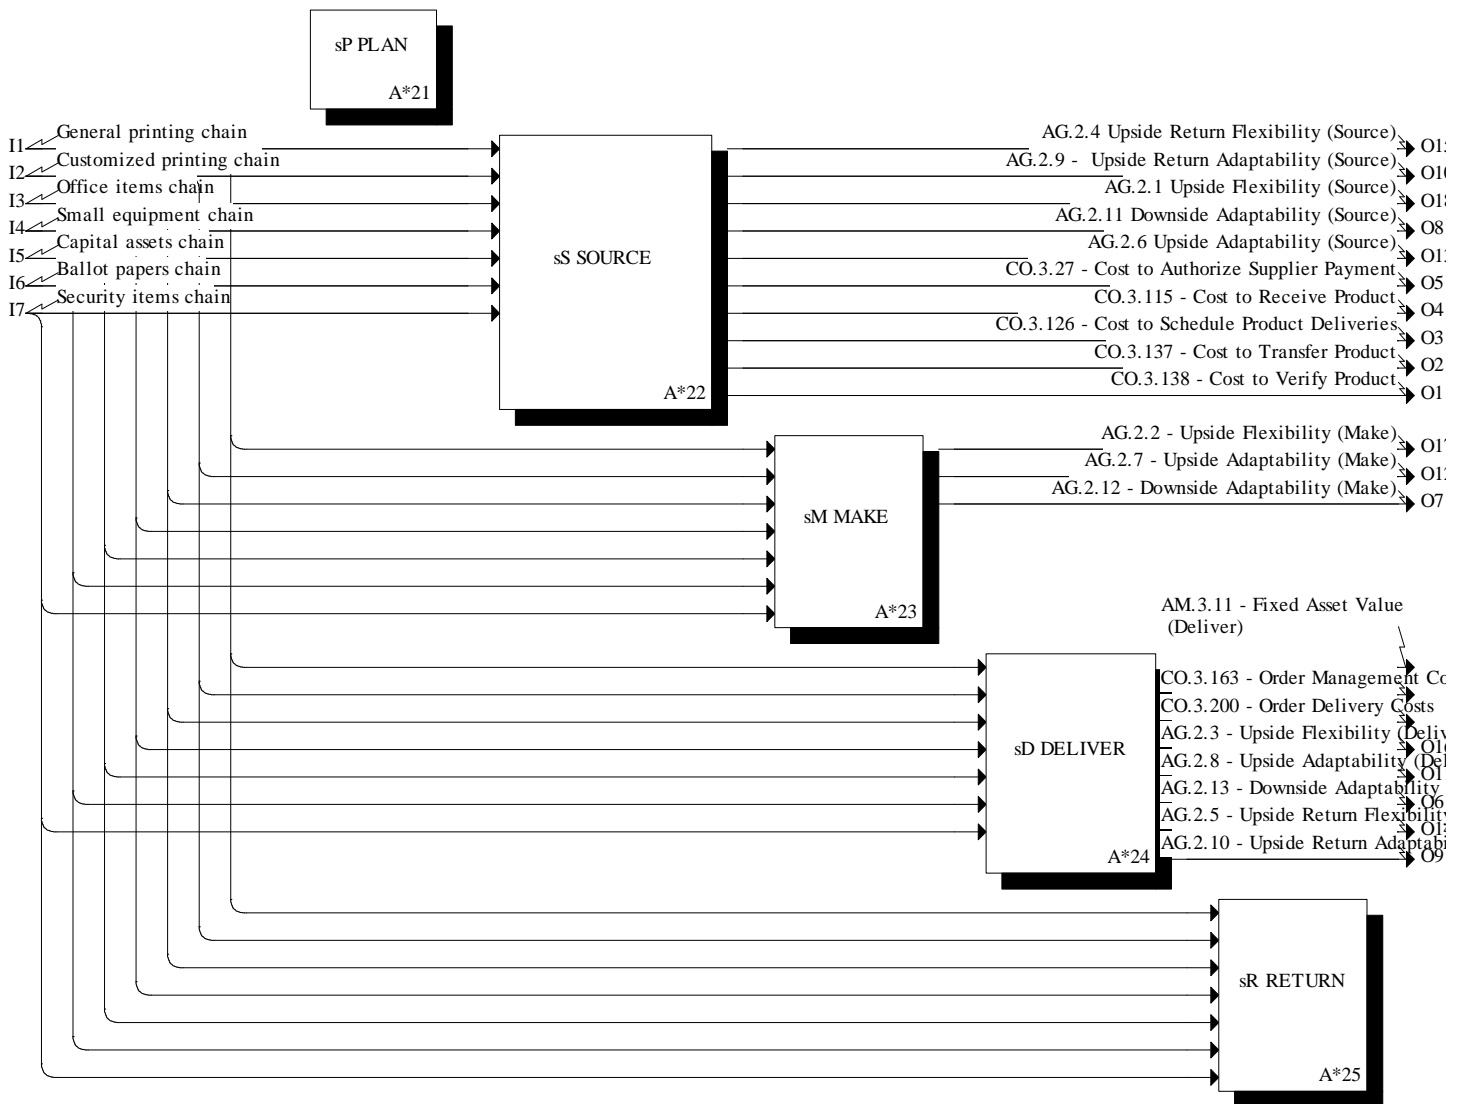 sP PLAN
A*21
I1 General printing chain
I2 Customized printing chain
I3 Office items chain
I4 Small equipment chain
I5 Capital assets chain
I6 Ballot papers chain
I7 Security items chain
sS SOURCE
A*22
AG.2.4 Upside Return Flexibility (Source)
AG.2.9 - Upside Return Adaptability (Source)
AG.2.1 Upside Flexibility (Source)
AG.2.11 Downside Adaptability (Source) O8
AG.2.6 Upside Adaptability (Source)
CO.3.27 - Cost to Authorize Supplier Payment O5
CO.3.115 - Cost to Receive Product O4
CO.3.126 - Cost to Schedule Product Deliveries O3
CO.3.137 - Cost to Transfer Product O2
CO.3.138 - Cost to Verify Product O1
sM MAKE
A*23
AG.2.2 - Upside Flexibility (Make)
AG.2.7 - Upside Adaptability (Make)
AG.2.12 - Downside Adaptability (Make) O7
AM.3.11 - Fixed Asset Value
(Deliver)
sD DELIVER
A*24
CO.3.163 - Order Management
CO.3.200 - Order Delivery Costs
AG.2.3 - Upside Flexibility
AG.2.8 - Upside Adaptability
AG.2.13 - Downside Adaptability O6
AG.2.5 - Upside Return Flexibility
AG.2.10 - Upside Return O9
sR RETURN
A*25